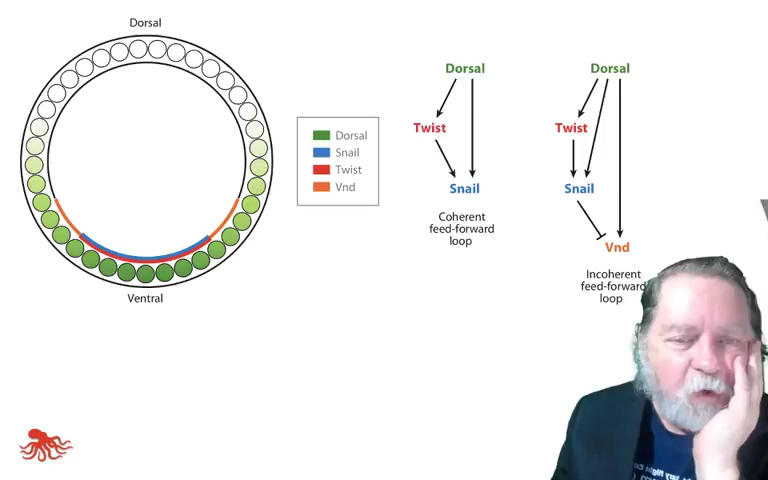 Dorsal
Ventral
Dorsal
Snail
Twist
Vnd
Dorsal
Twist
Snail
Coherent
feed-forward
loop
Dorsal
Twist
Snail
Vnd
Incoherent
feed-forward
loop